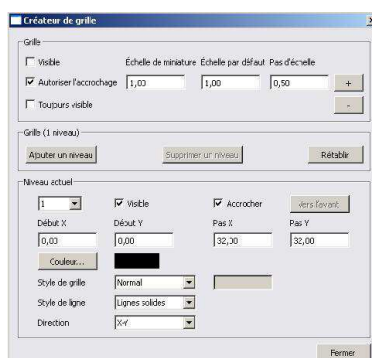 Créateur de grille
Grille
Visible Échelle de miniature Échelle par défaut Pas d'échelle
Autoriser l'accrochage 1,00 1,00 0,50 +
Toujours visible -
Grille (1 niveau)
Ajouter un niveau Supprimer un niveau Rétablir
Niveau actuel
1 Visible Accrocher Vers l'avant
Début X Début Y Pas X Pas Y
0,00 0,00 32,00 32,00
Couleur...
Style de grille Normal
Style de ligne Lignes solides
Direction X-Y
Fermer